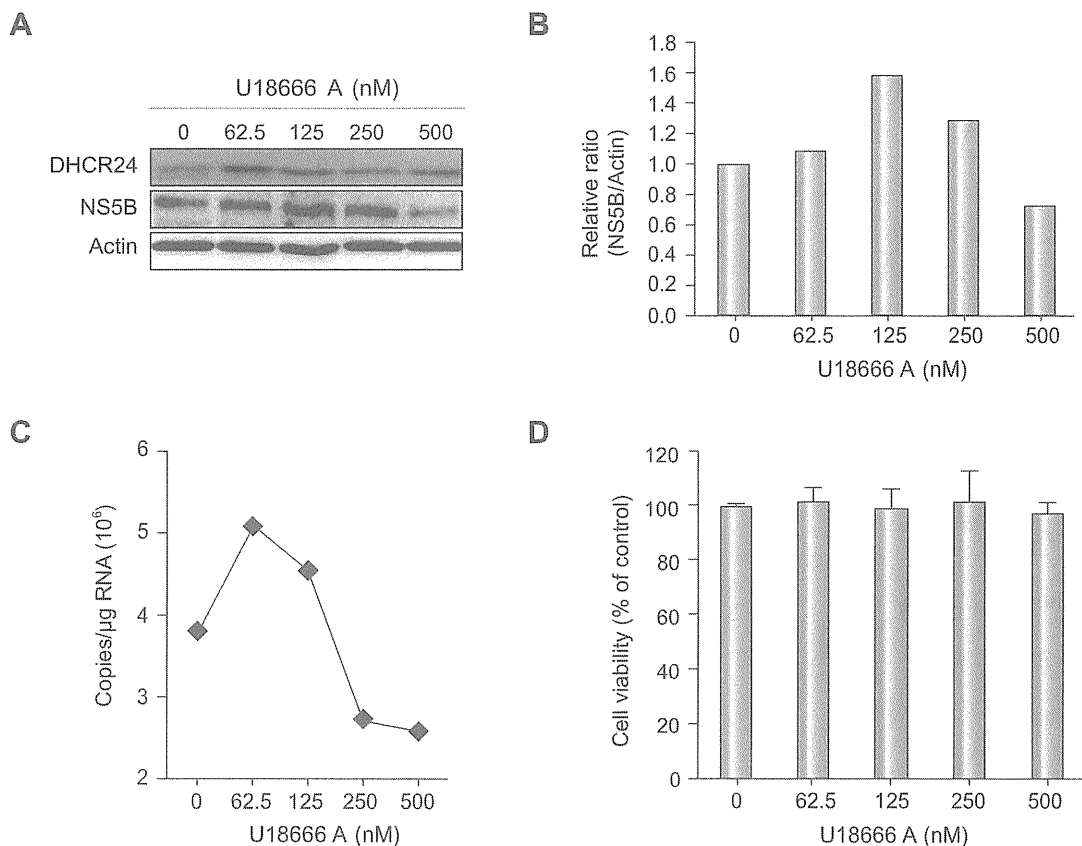 A
U18666 A (nM)
0 62.5 125 250 500
DHCR24
NS5B
Actin
B
Relative ratio
(NS5B/Actin)
1.8
1.6
1.4
1.2
1.0
0.8
0.6
0.4
0.2
0.0
0 62.5 125 250 500
U18666 A (nM)
C
Copies/µg RNA (10⁶)
6
5
4
3
2
0 62.5 125 250 500
U18666 A (nM)
D
Cell viability (% of control)
120
100
80
60
40
20
0
0 62.5 125 250 500
U18666 A (nM)